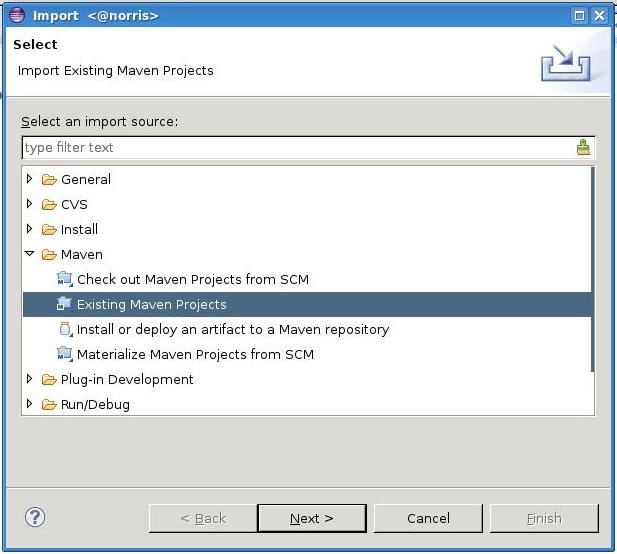 Import <@norris>
Select
Import Existing Maven Projects
Select an import source:
type filter text
General
CVS
Install
Maven
Check out Maven Projects from SCM
Existing Maven Projects
Install or deploy an artifact to a Maven repository
Materialize Maven Projects from SCM
Plug-in Development
Run/Debug
? < Back Next > Cancel Finish